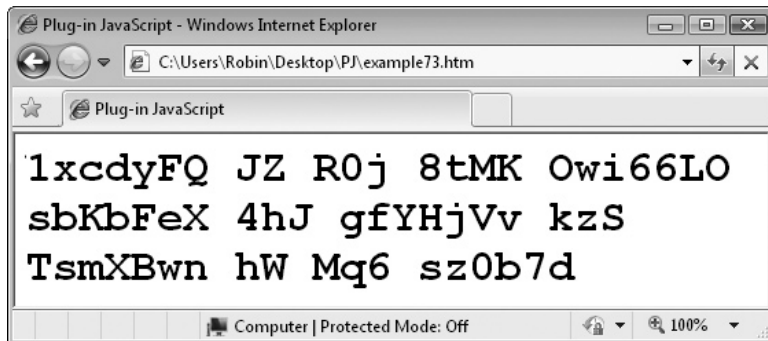 Plug-in JavaScript - Windows Internet Explorer
C:\Users\Robin\Desktop\PJ\example73.htm
Plug-in JavaScript
1xcdyFQ JZ R0j 8tMK Owi66LO
sbKbFeX 4hJ gfYHjVv kzS
TsmXBwn hW Mq6 sz0b7d
Computer | Protected Mode: Off
100%